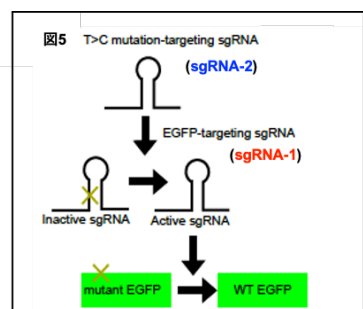 図5 T>C mutation-targeting sgRNA
(sgRNA-2)
EGFP-targeting sgRNA
(sgRNA-1)
Inactive sgRNA Active sgRNA
mutant EGFP WT EGFP